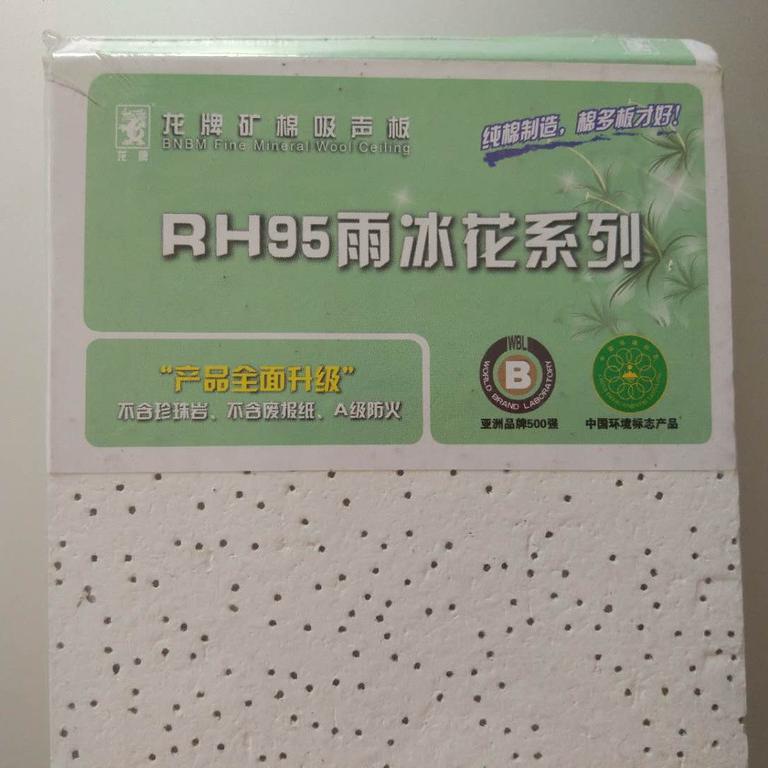 龙牌
龙牌矿棉吸声板
BNBM Fine Mineral Wool Ceiling
纯棉制造，棉多板才好！
RH95雨冰花系列
“产品全面升级”
不含珍珠岩、不含废报纸、A级防火
WBL
B
WORLD BRAND LABORATORY
亚洲品牌500强
中国环境标志产品